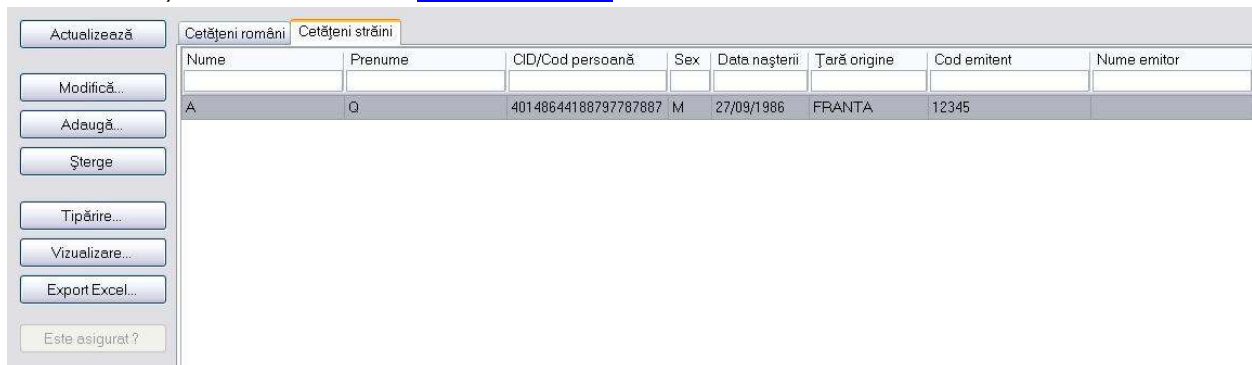 Actualizează
Modifică...
Adaugă...
Şterge
Tipărire...
Vizualizare...
Export Excel...
Este asigurat ?
Cetăţeni români Cetăţeni străini
Nume Prenume CID/Cod persoană Sex Data naşterii Ţară origine Cod emitent Nume emitor
A Q 40148644188797787887 M 27/09/1986 FRANTA 12345